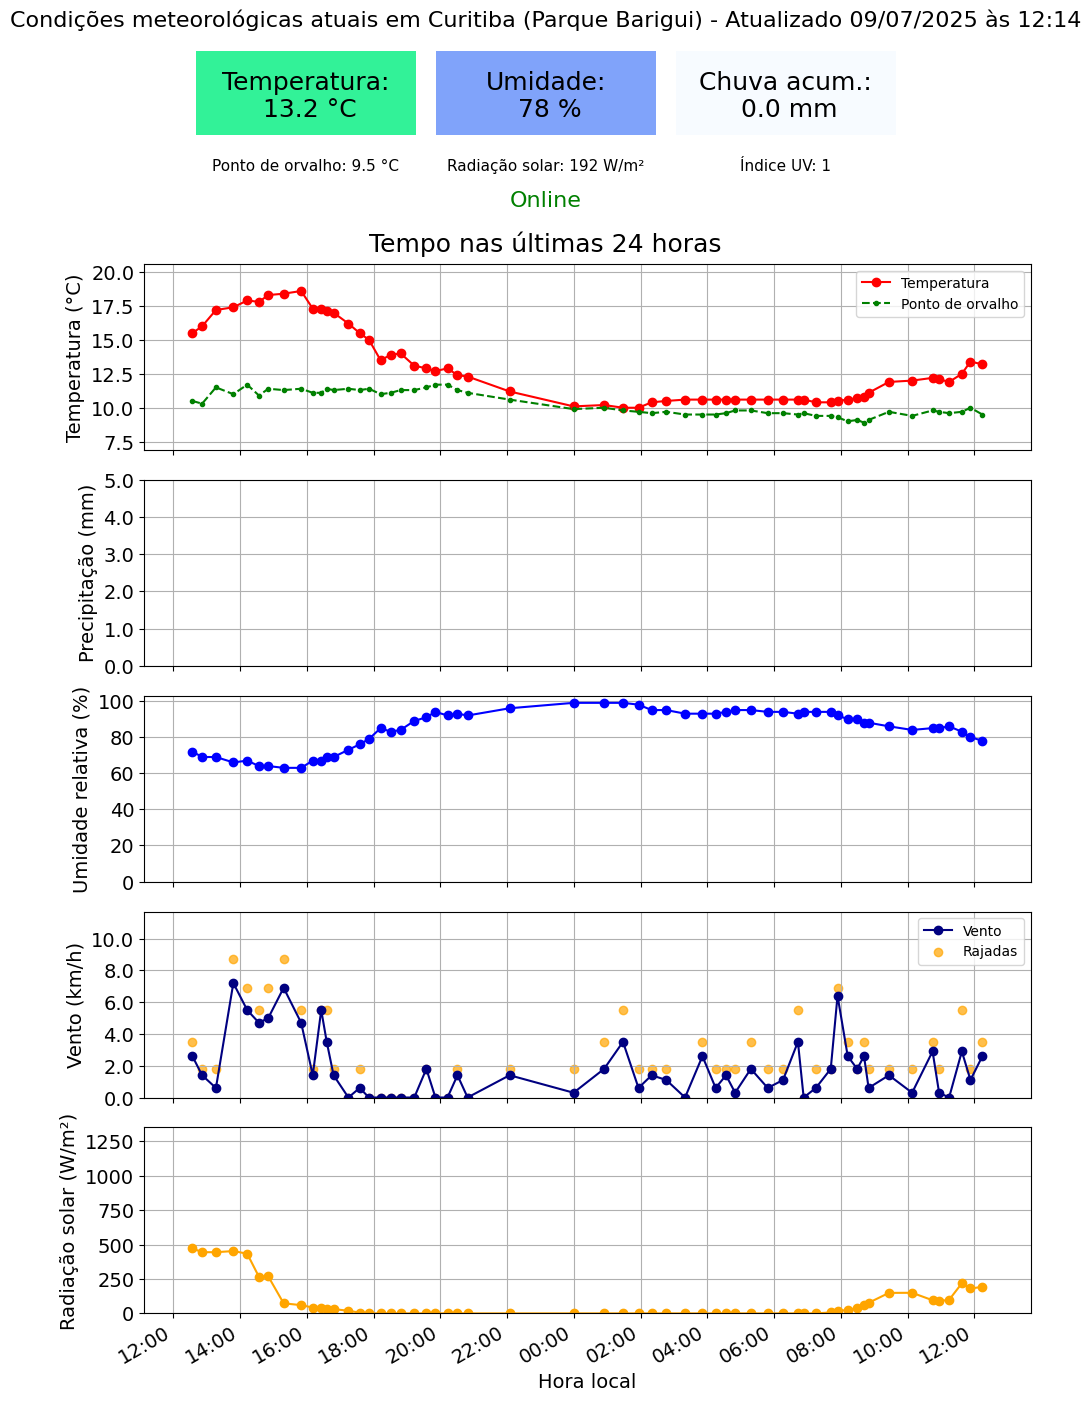 Condições meteorológicas atuais em Curitiba (Parque Barigui) - Atualizado 09/07/2025 às 12:14
Temperatura:
13.2 °C
Umidade:
78 %
Chuva acum.:
0.0 mm
Ponto de orvalho: 9.5 °C
Radiação solar: 192 W/m²
Índice UV: 1
Online
Tempo nas últimas 24 horas
Temperatura (°C)
20.0
17.5
15.0
12.5
10.0
7.5
Temperatura
Ponto de orvalho
Precipitação (mm)
5.0
4.0
3.0
2.0
1.0
0.0
Umidade relativa (%)
100
80
60
40
20
0
Vento (km/h)
10.0
8.0
6.0
4.0
2.0
0.0
Vento
Rajadas
Radiação solar (W/m²)
1250
1000
750
500
250
0
12:00
14:00
16:00
18:00
20:00
22:00
00:00
02:00
04:00
06:00
08:00
10:00
12:00
Hora local